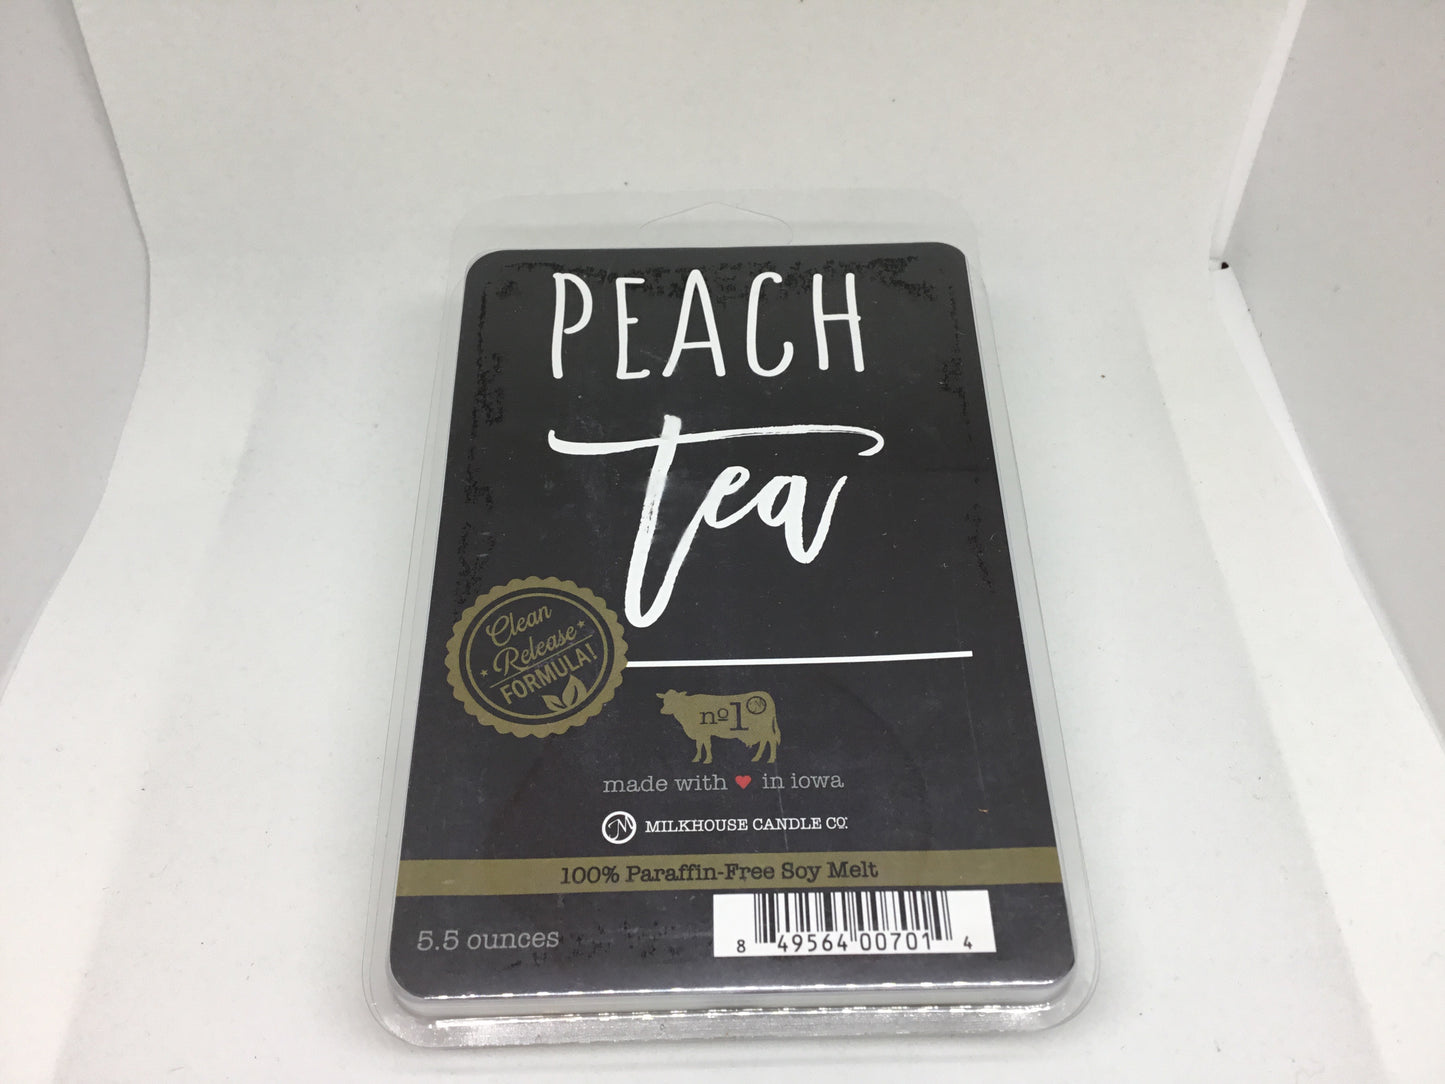 PEACH
Tea
Clean
Release
FORMULA!
nº1
made with ♥ in iowa
M MILKHOUSE CANDLE CO.
100% Paraffin-Free Soy Melt
5.5 ounces
8 49564 00701 4